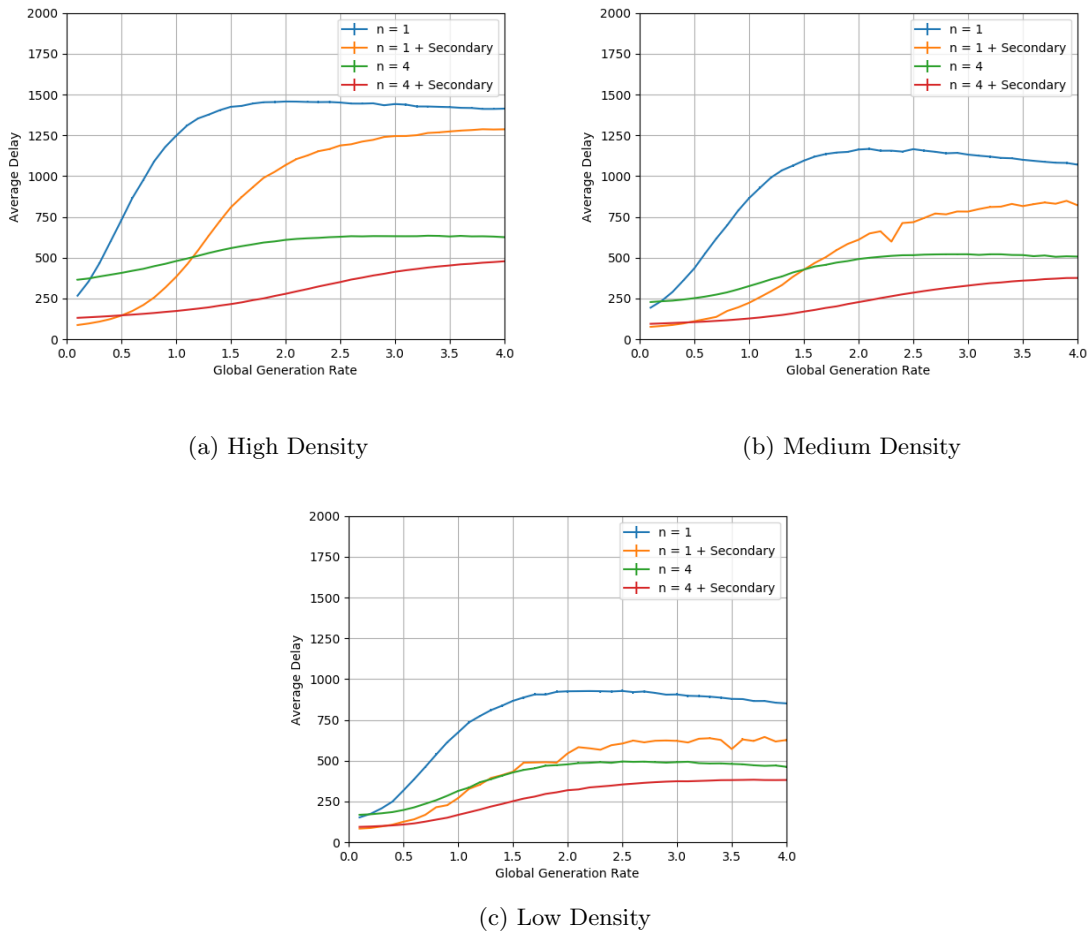 2000
1750
1500
1250
1000
750
500
250
0
Average Delay
n = 1
n = 1 + Secondary
n = 4
n = 4 + Secondary
0.0 0.5 1.0 1.5 2.0 2.5 3.0 3.5 4.0
Global Generation Rate
(a) High Density
2000
1750
1500
1250
1000
750
500
250
0
Average Delay
n = 1
n = 1 + Secondary
n = 4
n = 4 + Secondary
0.0 0.5 1.0 1.5 2.0 2.5 3.0 3.5 4.0
Global Generation Rate
(b) Medium Density
2000
1750
1500
1250
1000
750
500
250
0
Average Delay
n = 1
n = 1 + Secondary
n = 4
n = 4 + Secondary
0.0 0.5 1.0 1.5 2.0 2.5 3.0 3.5 4.0
Global Generation Rate
(c) Low Density